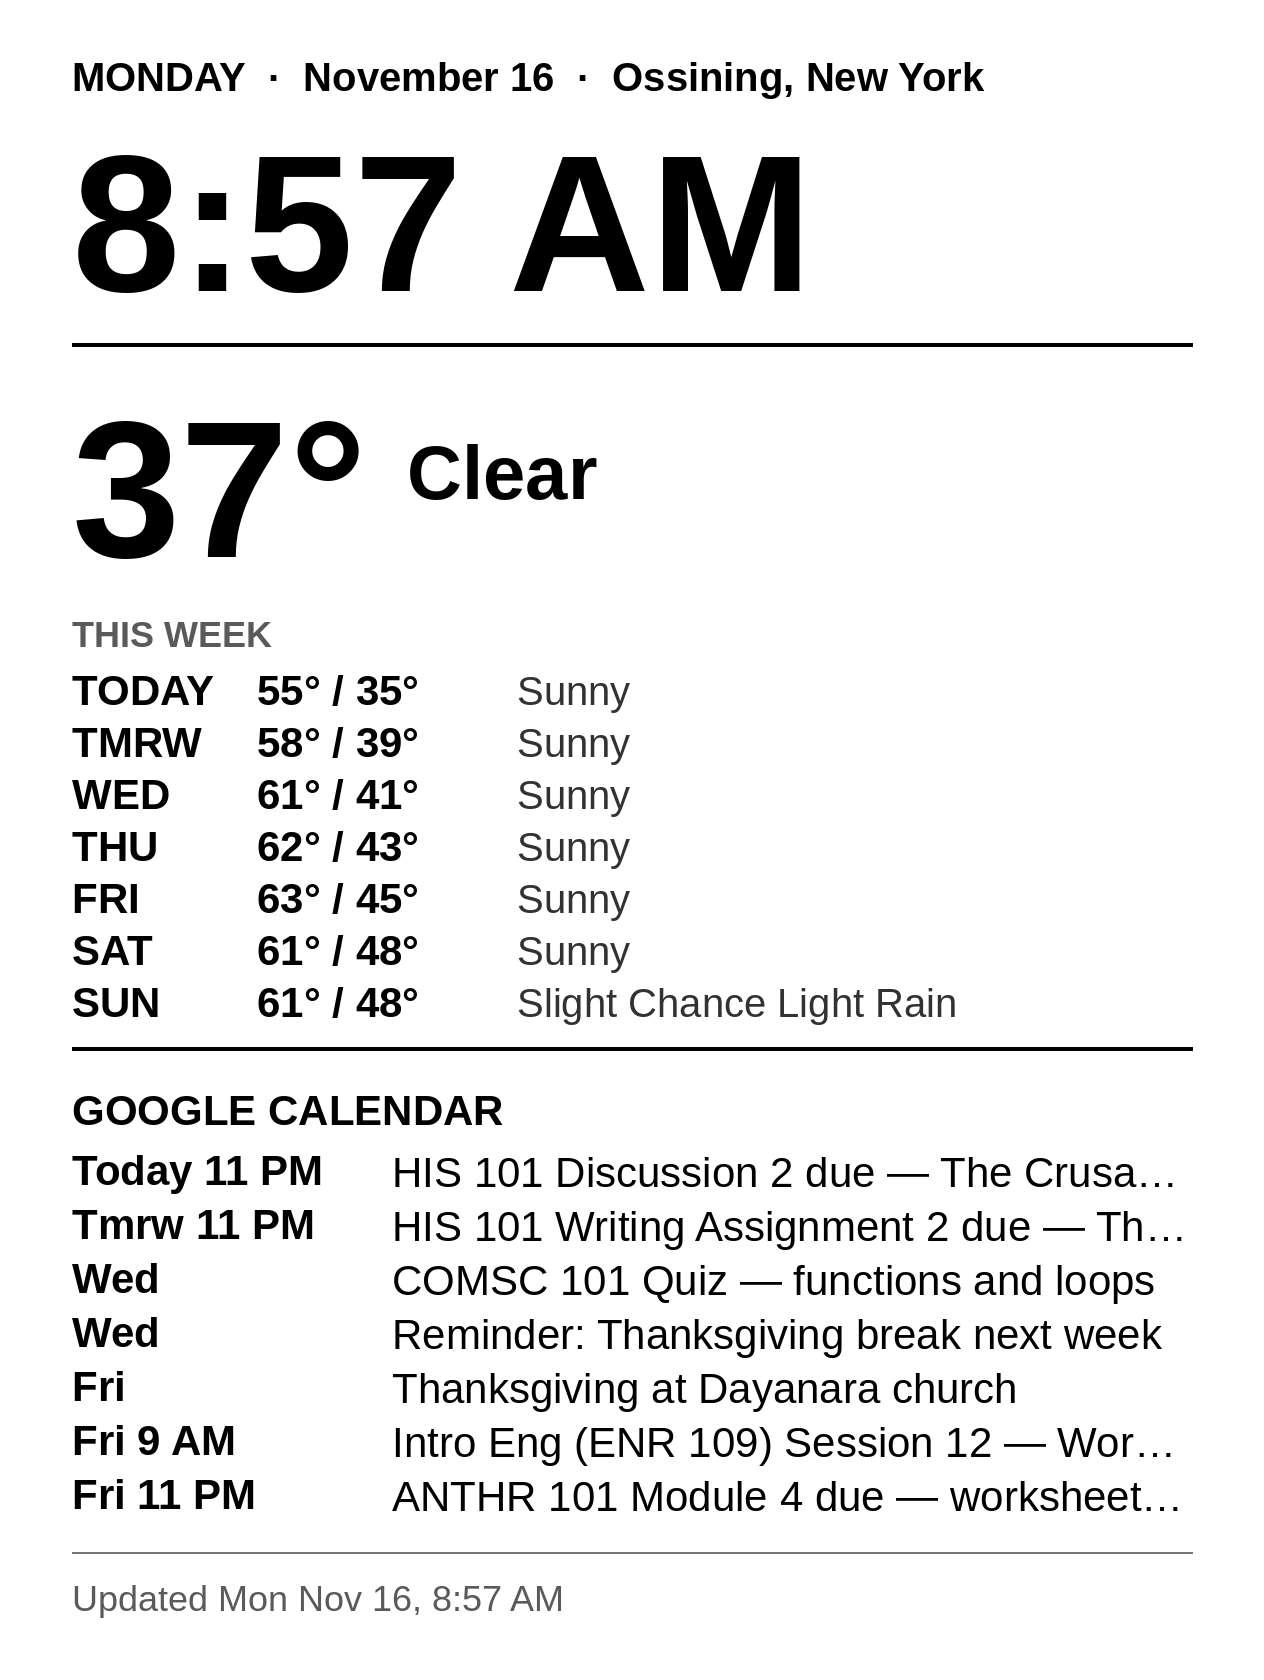 MONDAY · November 16 · Ossining, New York
8:57 AM
37° Clear
THIS WEEK
TODAY 55° / 35° Sunny
TMRW 58° / 39° Sunny
WED 61° / 41° Sunny
THU 62° / 43° Sunny
FRI 63° / 45° Sunny
SAT 61° / 48° Sunny
SUN 61° / 48° Slight Chance Light Rain
GOOGLE CALENDAR
Today 11 PM HIS 101 Discussion 2 due — The Crusa…
Tmrw 11 PM HIS 101 Writing Assignment 2 due — Th…
Wed COMSC 101 Quiz — functions and loops
Wed Reminder: Thanksgiving break next week
Fri Thanksgiving at Dayanara church
Fri 9 AM Intro Eng (ENR 109) Session 12 — Wor…
Fri 11 PM ANTHR 101 Module 4 due — worksheet…
Updated Mon Nov 16, 8:57 AM